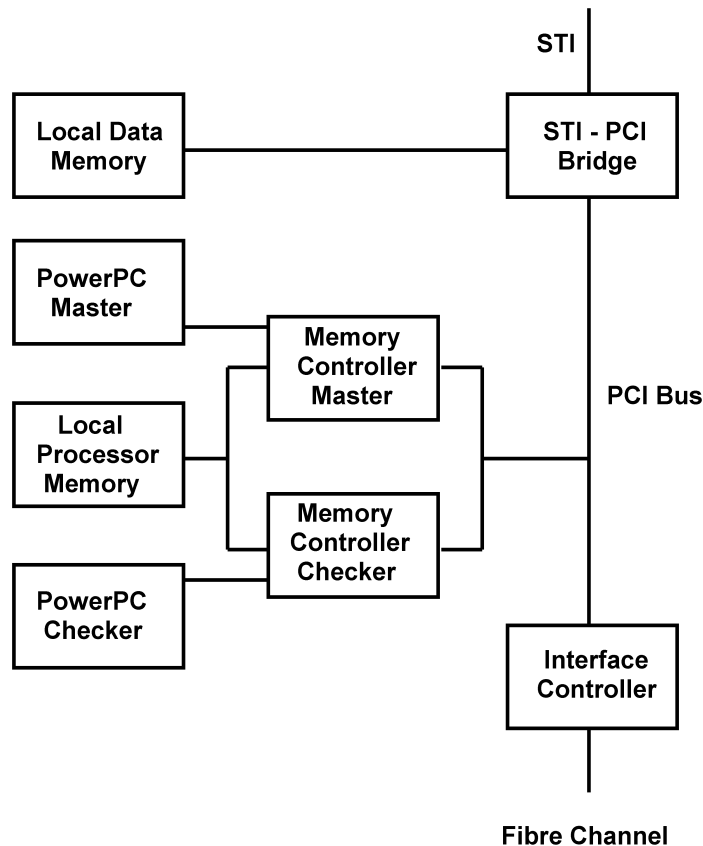 STI
Local Data
Memory
STI - PCI
Bridge
PowerPC
Master
Memory
Controller
Master
PCI Bus
Local
Processor
Memory
Memory
Controller
Checker
PowerPC
Checker
Interface
Controller
Fibre Channel